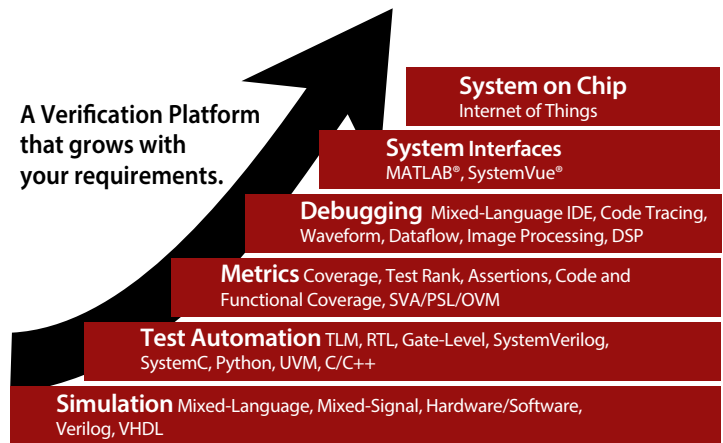 A Verification Platform
that grows with
your requirements.
System on Chip
Internet of Things
System Interfaces
MATLAB®, SystemVue®
Debugging Mixed-Language IDE, Code Tracing,
Waveform, Dataflow, Image Processing, DSP
Metrics Coverage, Test Rank, Assertions, Code and
Functional Coverage, SVA/PSL/OVM
Test Automation TLM, RTL, Gate-Level, SystemVerilog,
SystemC, Python, UVM, C/C++
Simulation Mixed-Language, Mixed-Signal, Hardware/Software,
Verilog, VHDL